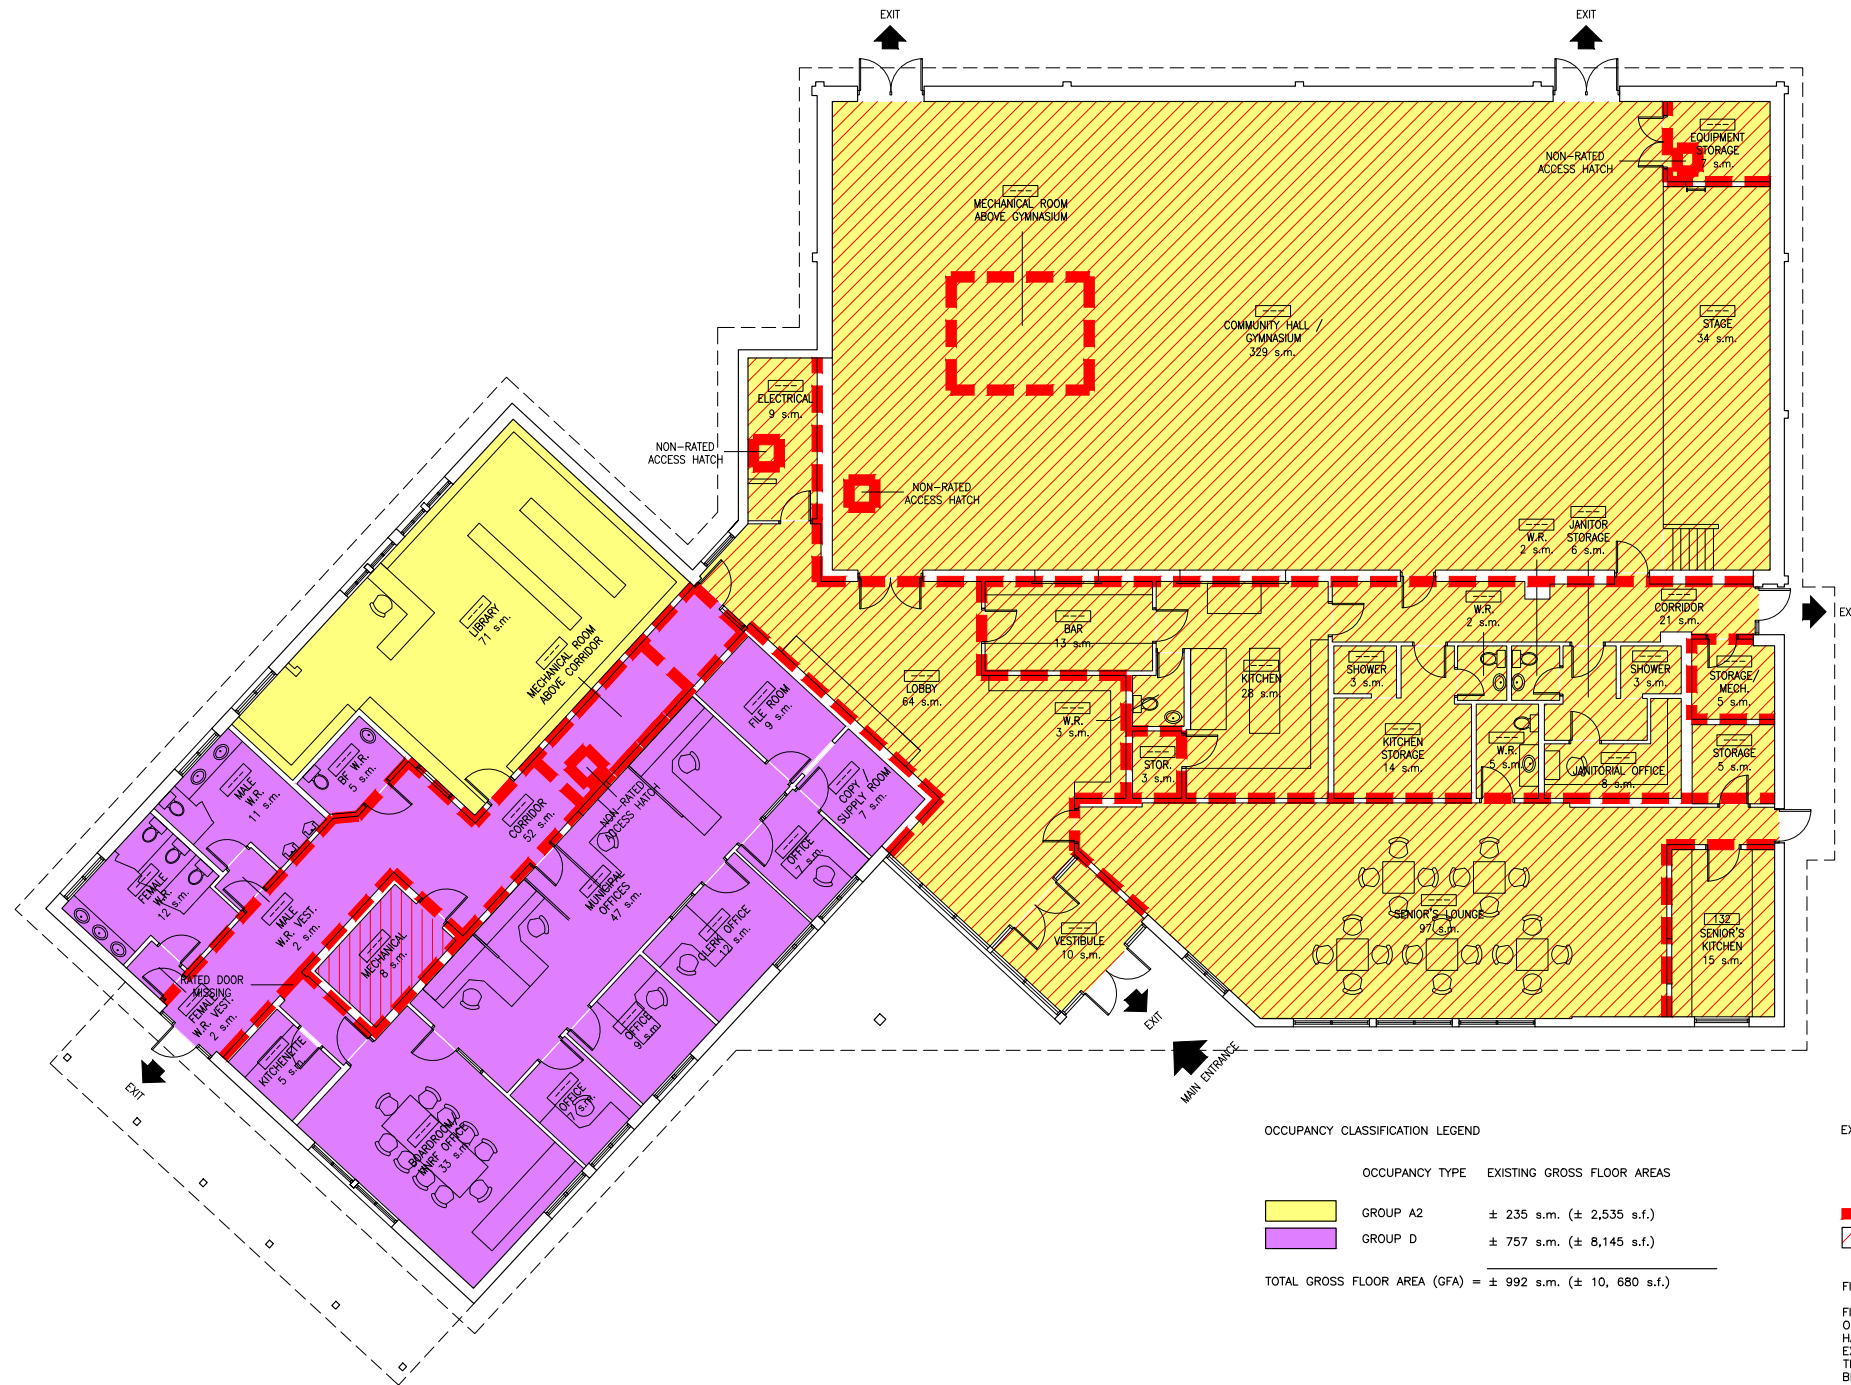 EXIT
EXIT
EQUIPMENT
STORAGE
7 s.m.
NON-RATED
ACCESS HATCH
MECHANICAL ROOM
ABOVE GYMNASIUM
COMMUNITY HALL /
GYMNASIUM
329 s.m.
STAGE
34 s.m.
ELECTRICAL
9 s.m.
NON-RATED
ACCESS HATCH
NON-RATED
ACCESS HATCH
W.R.
2 s.m.
JANITOR
STORAGE
6 s.m.
LIBRARY
71 s.m.
MECHANICAL ROOM
ABOVE CORRIDOR
BAR
13 s.m.
W.R.
2 s.m.
CORRIDOR
21 s.m.
EX
LOBBY
64 s.m.
KITCHEN
28 s.m.
SHOWER
3 s.m.
SHOWER
3 s.m.
STORAGE/
MECH.
5 s.m.
FILE ROOM
9 s.m.
W.R.
3 s.m.
STOR.
3 s.m.
KITCHEN
STORAGE
14 s.m.
W.R.
5 s.m.
JANITORIAL OFFICE
8 s.m.
STORAGE
5 s.m.
BF W.R.
5 s.m.
MALE
W.R.
11 s.m.
CORRIDOR
52 s.m.
NON-RATED
ACCESS HATCH
COPY /
SUPPLY ROOM
7 s.m.
OFFICE
7 s.m.
FEMALE
W.R.
12 s.m.
MALE
W.R. VEST.
2 s.m.
MUNICIPAL
OFFICES
47 s.m.
CLERK OFFICE
12 s.m.
MECHANICAL
8 s.m.
RATED DOOR
MISSING
FEMALE
W.R. VEST.
2 s.m.
OFFICE
9 s.m.
KITCHENETTE
5 s.m.
OFFICE
7 s.m.
BOARDROOM/
MNRF OFFICE
33 s.m.
EXIT
VESTIBULE
10 s.m.
EXIT
MAIN ENTRANCE
SENIOR'S LOUNGE
97 s.m.
132
SENIOR'S
KITCHEN
15 s.m.
OCCUPANCY CLASSIFICATION LEGEND
OCCUPANCY TYPE EXISTING GROSS FLOOR AREAS
GROUP A2 ± 235 s.m. (± 2,535 s.f.)
GROUP D ± 757 s.m. (± 8,145 s.f.)
TOTAL GROSS FLOOR AREA (GFA) = ± 992 s.m. (± 10, 680 s.f.)